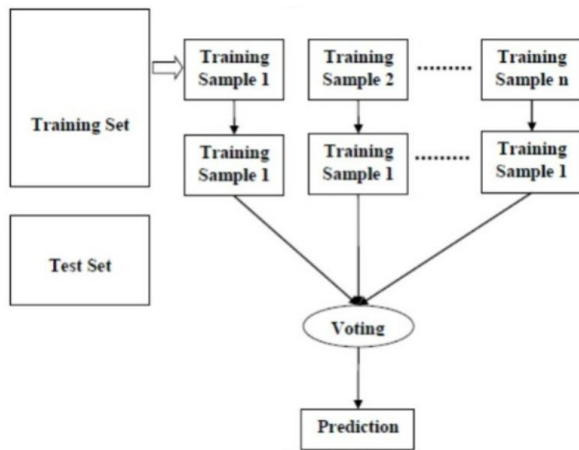 Training Set
Training
Sample 1
Training
Sample 2
Training
Sample n
Training
Sample 1
Training
Sample 1
Training
Sample 1
Test Set
Voting
Prediction